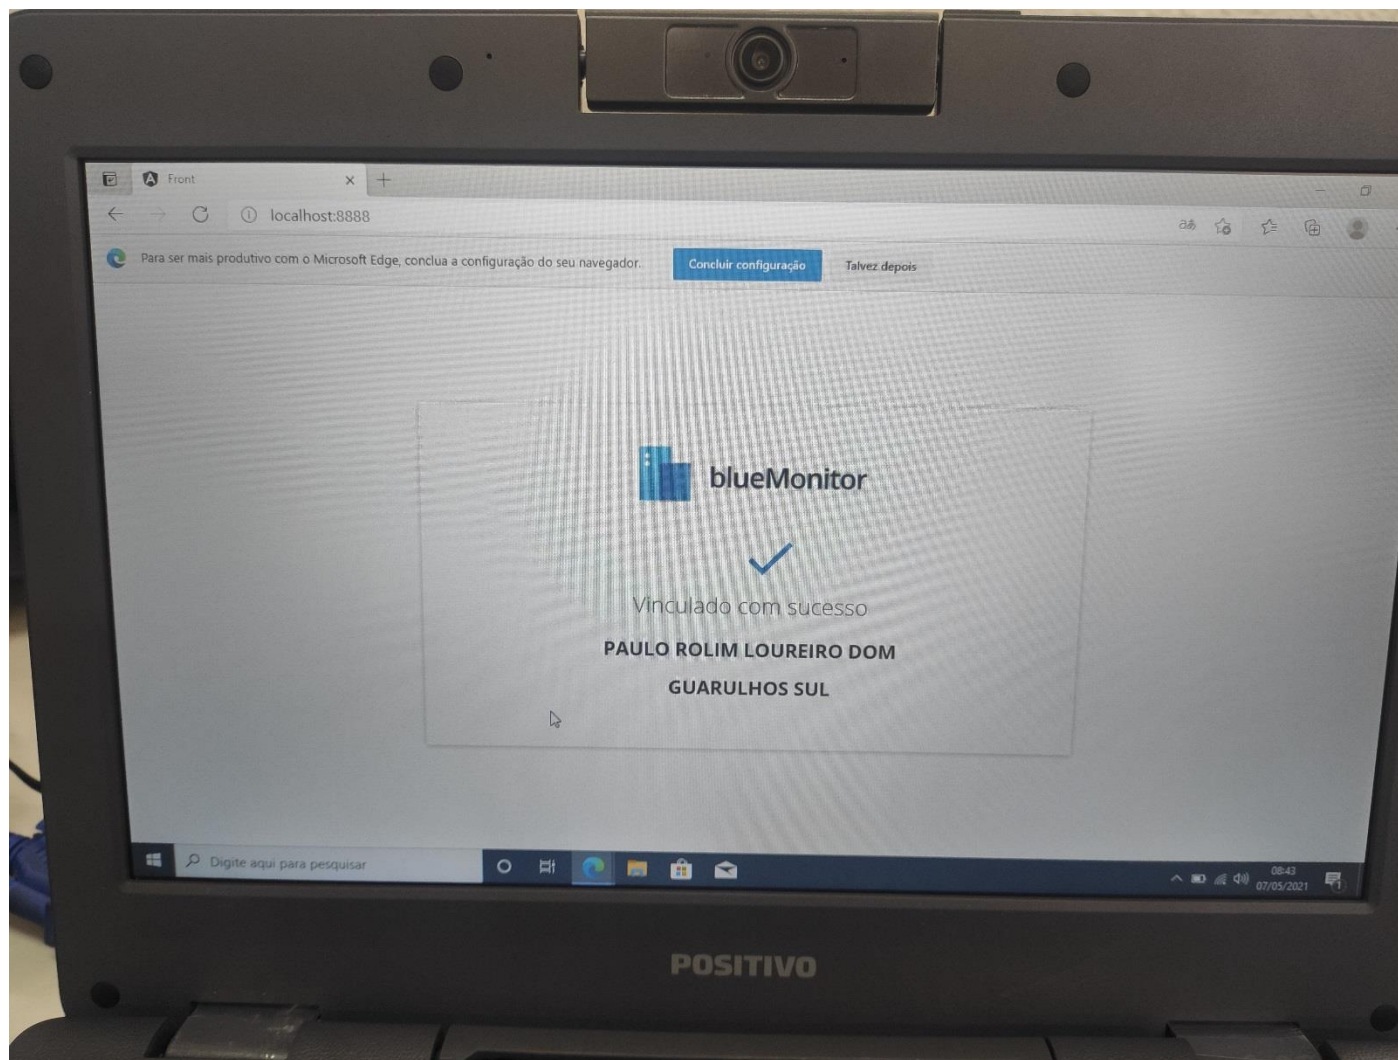 Front
localhost:8888
Para ser mais produtivo com o Microsoft Edge, conclua a configuração do seu navegador. Concluir configuração Talvez depois
blueMonitor
Vinculado com sucesso
PAULO ROLIM LOUREIRO DOM
GUARULHOS SUL
Digite aqui para pesquisar
08:43
07/05/2021
1
POSITIVO